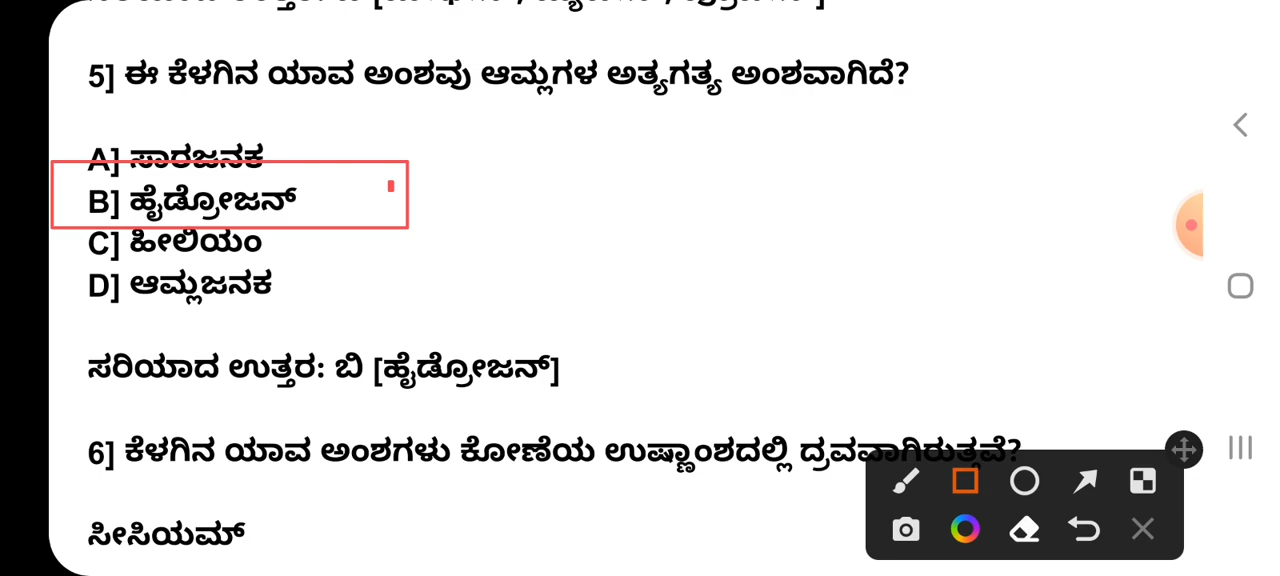 5] ಈ ಕೆಳಗಿನ ಯಾವ ಅಂಶವು ಆಮ್ಲಗಳ ಅತ್ಯಗತ್ಯ ಅಂಶವಾಗಿದೆ?
A] ಸಾರಜನಕ
B] ಹೈಡ್ರೋಜನ್
C] ಹೀಲಿಯಂ
D] ಆಮ್ಲಜನಕ
ಸರಿಯಾದ ಉತ್ತರ: ಬಿ [ಹೈಡ್ರೋಜನ್]
6] ಕೆಳಗಿನ ಯಾವ ಅಂಶಗಳು ಕೋಣೆಯ ಉಷ್ಣಾಂಶದಲ್ಲಿ ದ್ರವವಾಗಿರುತ್ತವೆ?
ಸೀಸಿಯಮ್